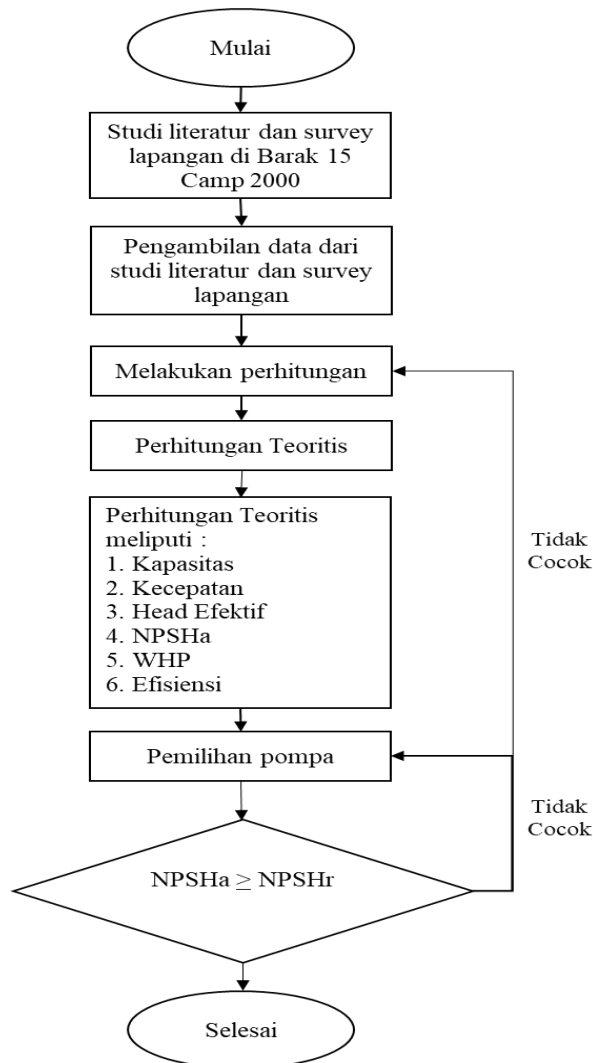 Mulai
Studi literatur dan survey
lapangan di Barak 15
Camp 2000
Pengambilan data dari
studi literatur dan survey
lapangan
Melakukan perhitungan
Perhitungan Teoritis
Perhitungan Teoritis
meliputi :
1. Kapasitas
2. Kecepatan
3. Head Efektif
4. NPSHa
5. WHP
6. Efisiensi
Tidak
Cocok
Pemilihan pompa
Tidak
Cocok
NPSHa ≥ NPSHr
Selesai